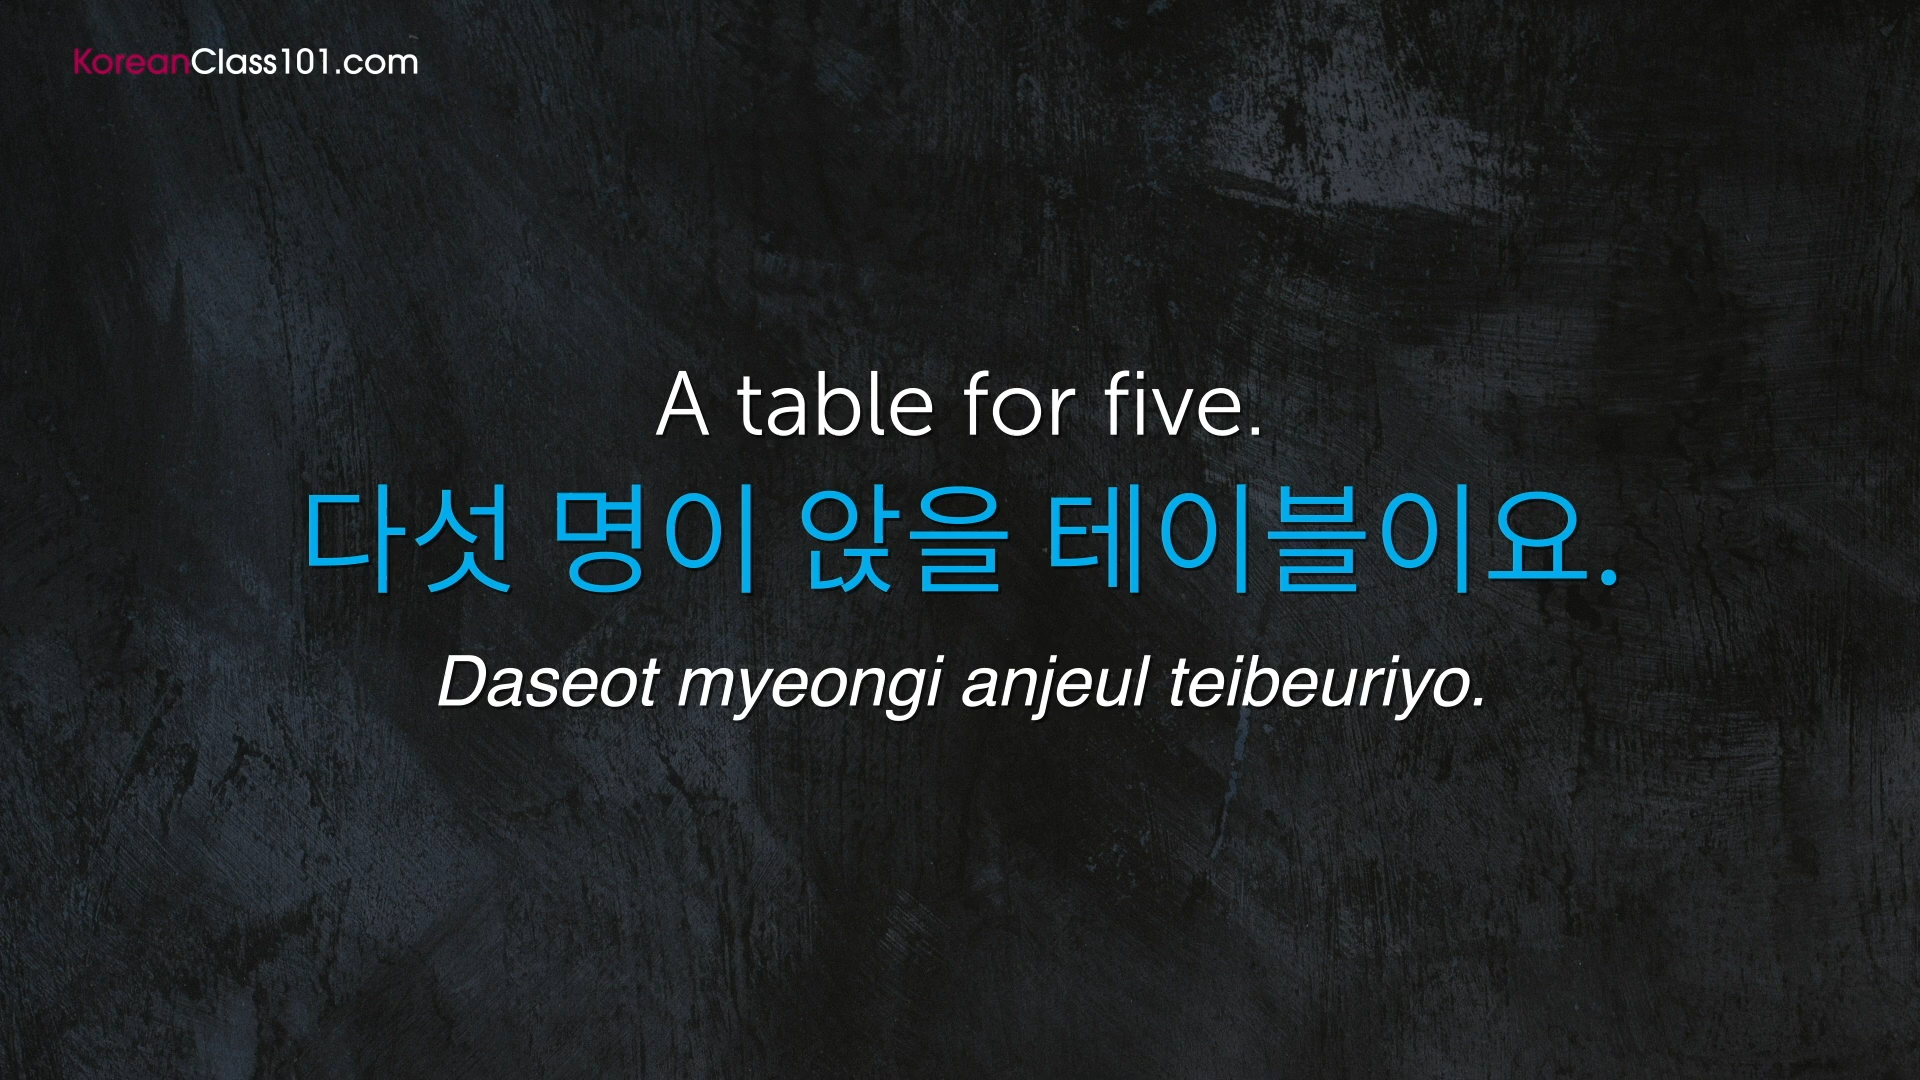 KoreanClass101.com
A table for five.
다섯 명이 앉을 테이블이요.
Daseot myeongi anjeul teibeuriyo.